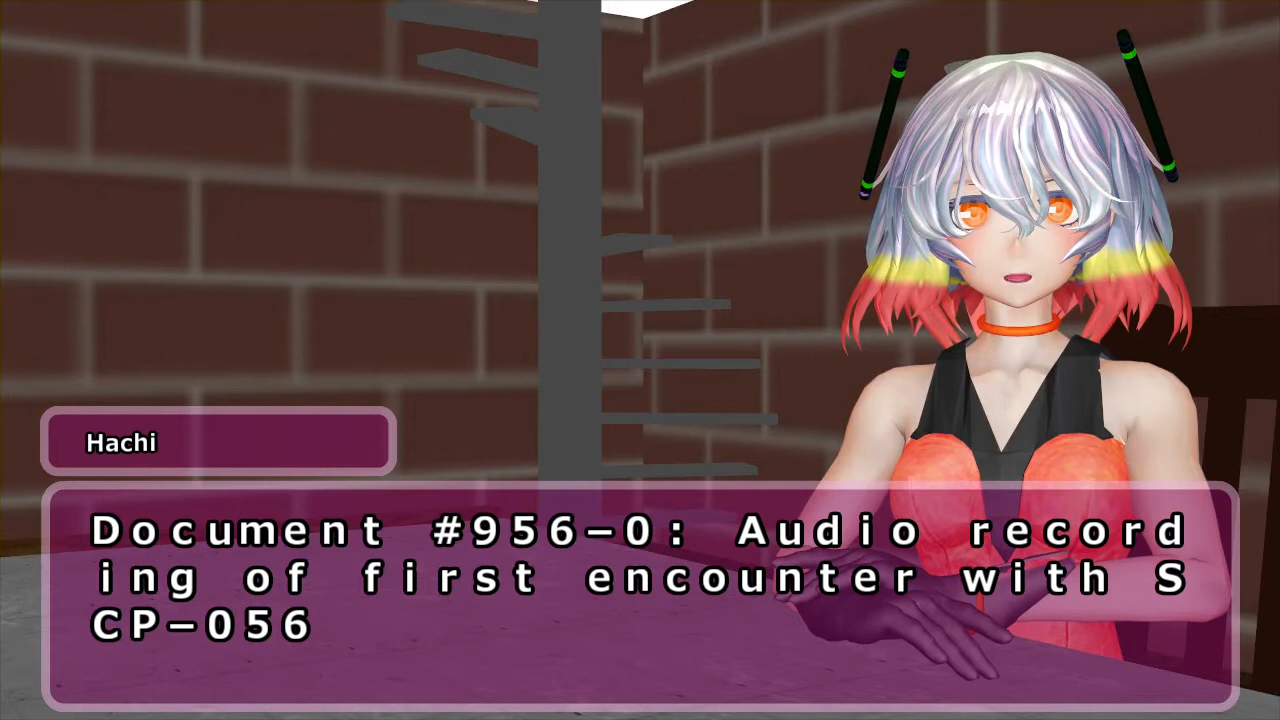 Hachi
Document #956−0: Audio record
ing of first encounter with S
CP−056